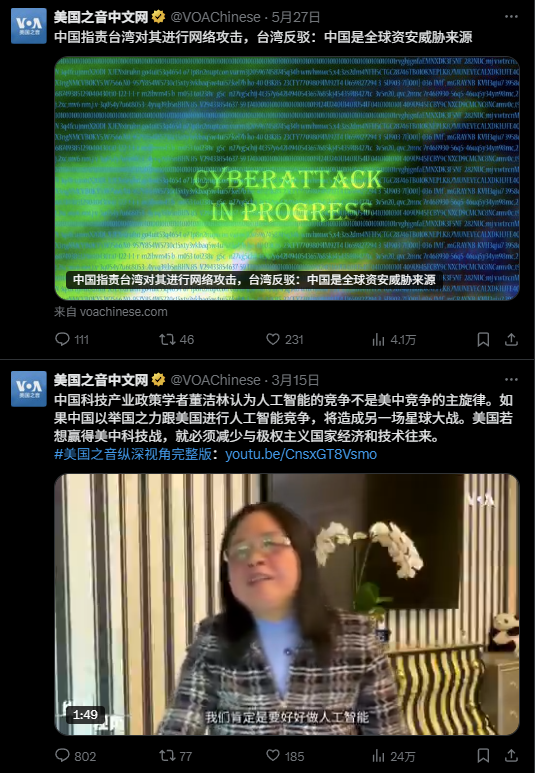 VOA
美国之音
美国之音中文网 @VOAChinese · 5月27日
中国指责台湾对其进行网络攻击，台湾反驳：中国是全球资安威胁来源
CYBERATTACK
IN PROGRESS
中国指责台湾对其进行网络攻击，台湾反驳：中国是全球资安威胁来源
来自 voachinese.com
111 46 231 4.1万
VOA
美国之音
美国之音中文网 @VOAChinese · 3月15日
中国科技产业政策学者董洁林认为人工智能的竞争不是美中竞争的主旋律。如
果中国以举国之力跟美国进行人工智能竞争，将造成另一场星球大战。美国若
想赢得美中科技战，就必须减少与极权主义国家经济和技术往来。
#美国之音纵深视角完整版：youtu.be/CnsxGT8Vsmo
VOA
1:49
我们肯定是要好好做人工智能
802 77 185 24万